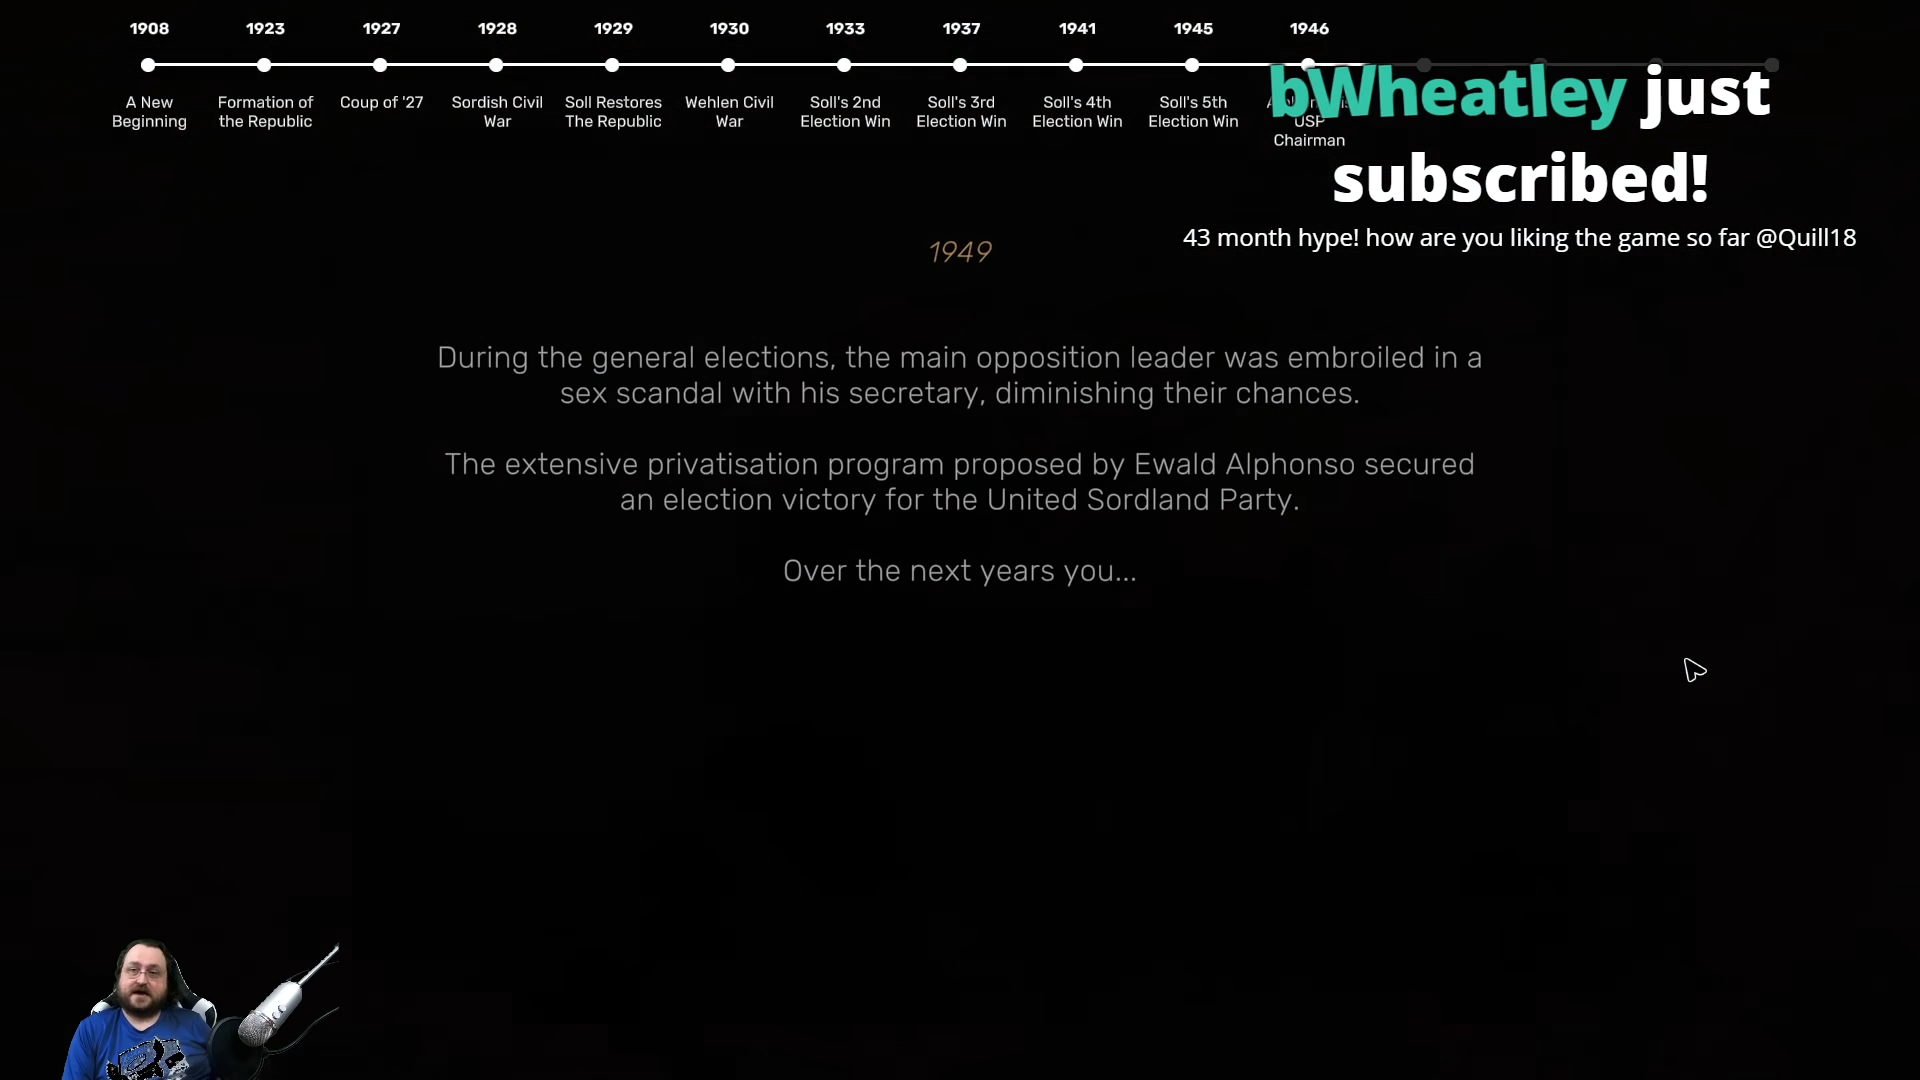 1908 1923 1927 1928 1929 1930 1933 1937 1941 1945 1946
A New Formation of Coup of '27 Sordish Civil Soll Restores Wehlen Civil Soll's 2nd Soll's 3rd Soll's 4th Soll's 5th
Beginning the Republic War The Republic War Election Win Election Win Election Win Election Win USP
Chairman
bWheatley just
subscribed!
43 month hype! how are you liking the game so far @Quill18
1949
During the general elections, the main opposition leader was embroiled in a
sex scandal with his secretary, diminishing their chances.
The extensive privatisation program proposed by Ewald Alphonso secured
an election victory for the United Sordland Party.
Over the next years you...